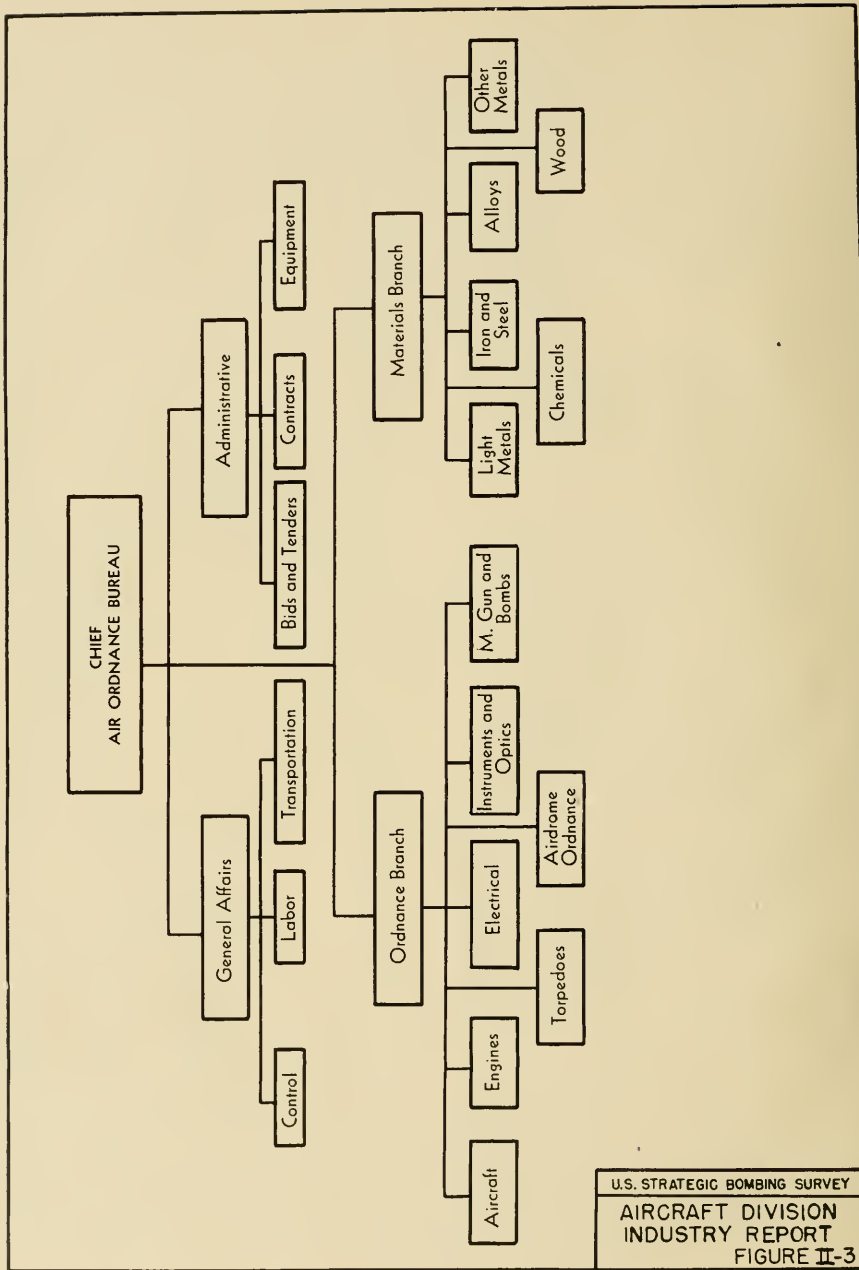 CHIEF
AIR ORDNANCE BUREAU
General Affairs
Administrative
Control
Labor
Transportation
Bids and Tenders
Contracts
Equipment
Ordnance Branch
Materials Branch
Aircraft
Engines
Electrical
Instruments and
Optics
M. Gun and
Bombs
Light
Metals
Iron and
Steel
Alloys
Other
Metals
Torpedoes
Airdrome
Ordnance
Chemicals
Wood
U.S. STRATEGIC BOMBING SURVEY
AIRCRAFT DIVISION
INDUSTRY REPORT
FIGURE II-3